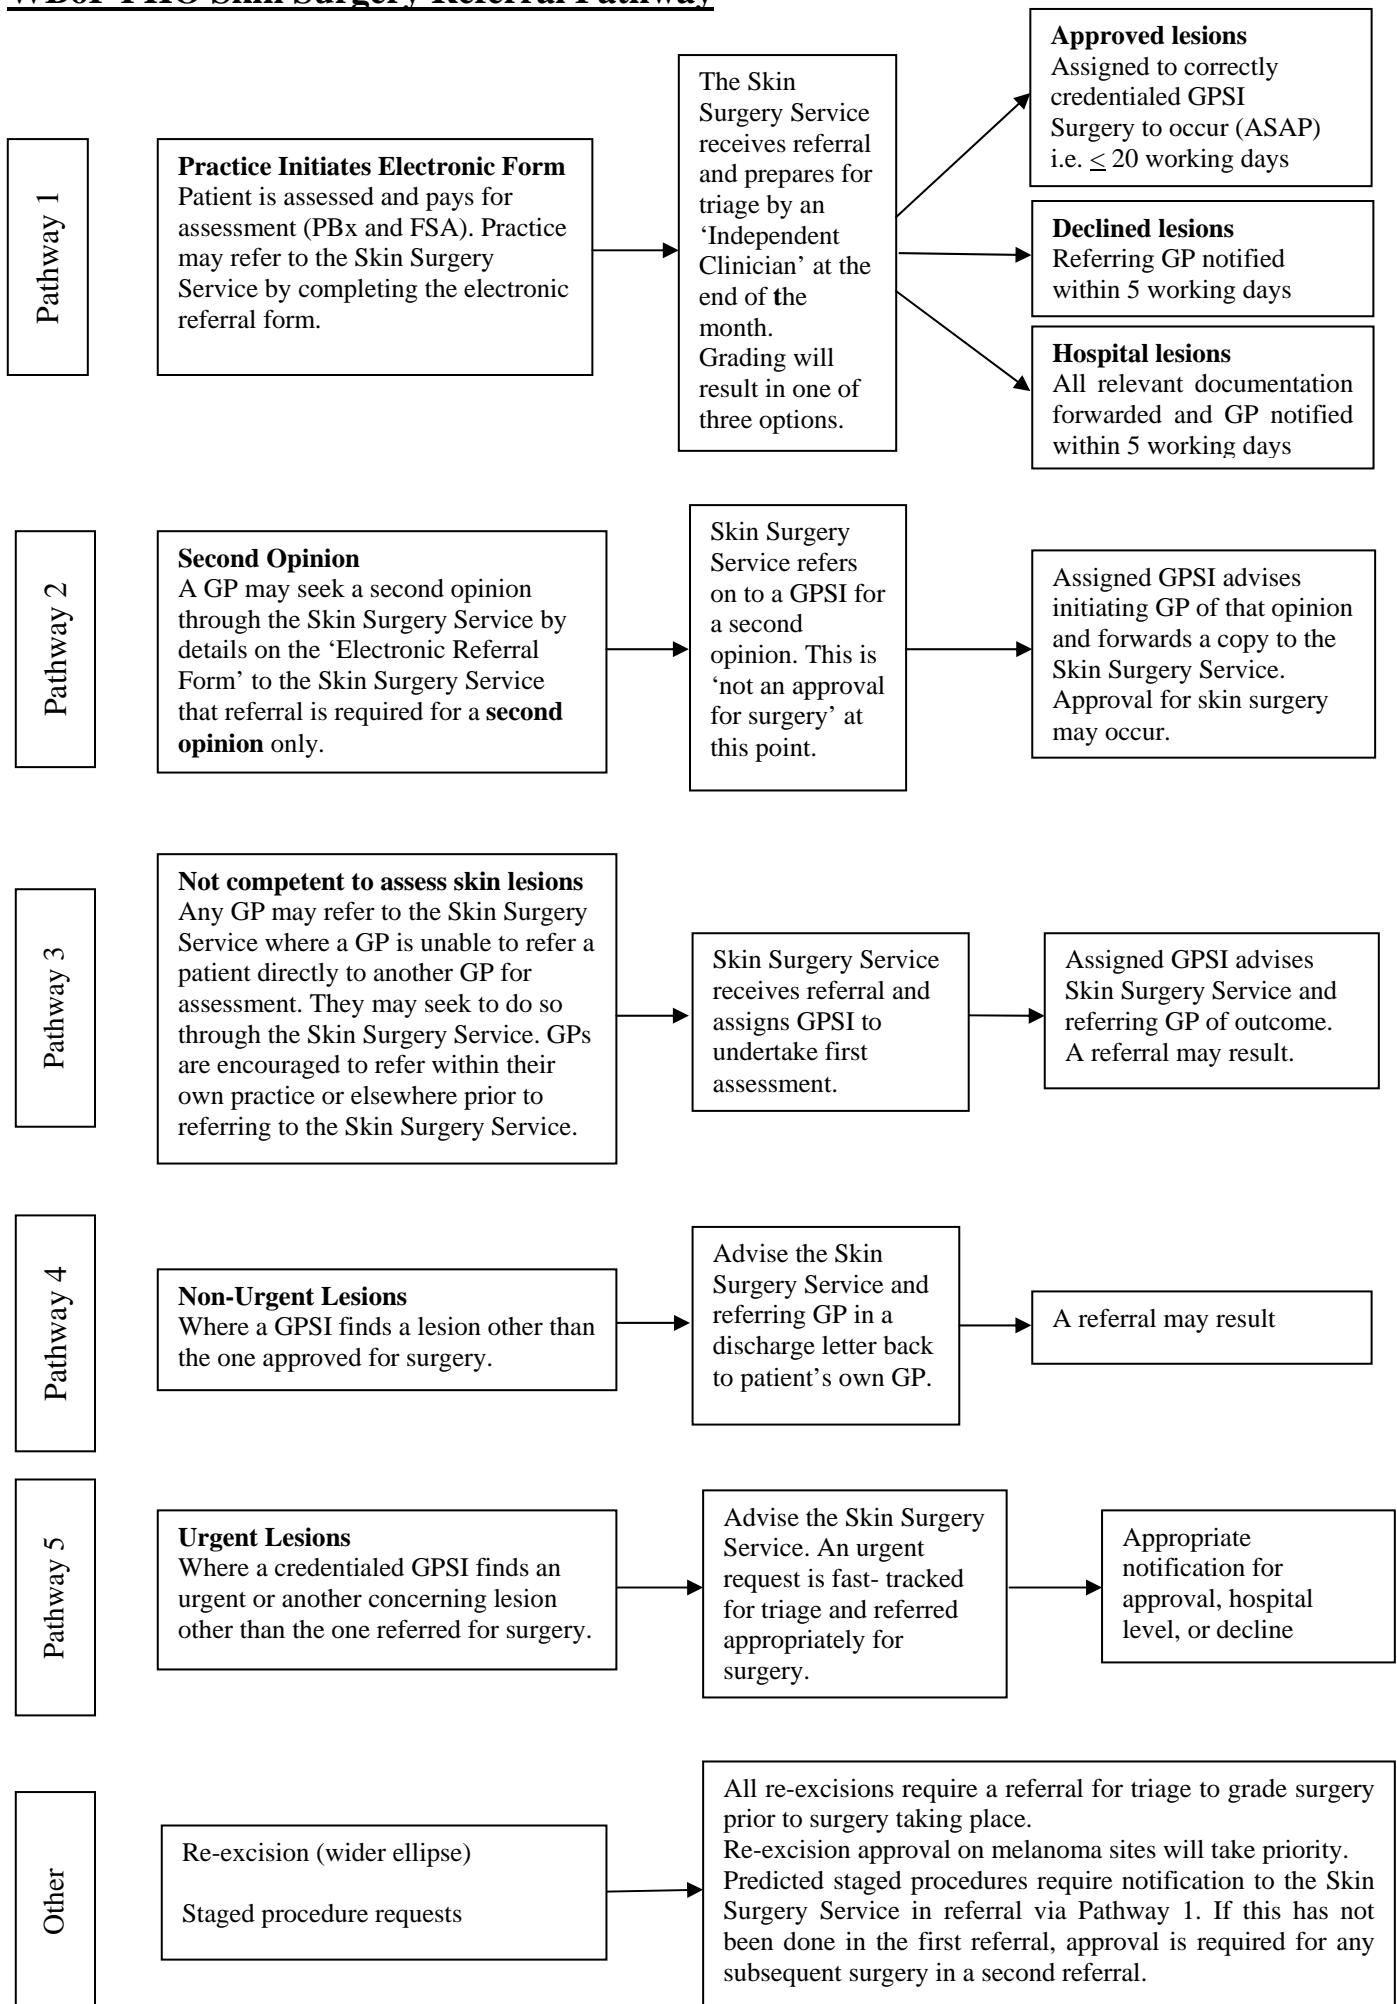 WBoP PHO Skin Surgery Referral Pathway
Pathway 1
Practice Initiates Electronic Form
Patient is assessed and pays for
assessment (PBx and FSA). Practice
may refer to the Skin Surgery
Service by completing the electronic
referral form.
The Skin
Surgery Service
receives referral
and prepares for
triage by an
‘Independent
Clinician’ at the
end of the
month.
Grading will
result in one of
three options.
Approved lesions
Assigned to correctly
credentialed GPSI
Surgery to occur (ASAP)
i.e. ≤ 20 working days
Declined lesions
Referring GP notified
within 5 working days
Hospital lesions
All relevant documentation
forwarded and GP notified
within 5 working days
Pathway 2
Second Opinion
A GP may seek a second opinion
through the Skin Surgery Service by
details on the ‘Electronic Referral
Form’ to the Skin Surgery Service
that referral is required for a second
opinion only.
Skin Surgery
Service refers
on to a GPSI for
a second
opinion. This is
‘not an approval
for surgery’ at
this point.
Assigned GPSI advises
initiating GP of that opinion
and forwards a copy to the
Skin Surgery Service.
Approval for skin surgery
may occur.
Pathway 3
Not competent to assess skin lesions
Any GP may refer to the Skin Surgery
Service where a GP is unable to refer a
patient directly to another GP for
assessment. They may seek to do so
through the Skin Surgery Service. GPs
are encouraged to refer within their
own practice or elsewhere prior to
referring to the Skin Surgery Service.
Skin Surgery Service
receives referral and
assigns GPSI to
undertake first
assessment.
Assigned GPSI advises
Skin Surgery Service and
referring GP of outcome.
A referral may result.
Pathway 4
Non-Urgent Lesions
Where a GPSI finds a lesion other than
the one approved for surgery.
Advise the Skin
Surgery Service and
referring GP in a
discharge letter back
to patient’s own GP.
A referral may result
Pathway 5
Urgent Lesions
Where a credentialed GPSI finds an
urgent or another concerning lesion
other than the one referred for surgery.
Advise the Skin Surgery
Service. An urgent
request is fast- tracked
for triage and referred
appropriately for
surgery.
Appropriate
notification for
approval, hospital
level, or decline
Other
Re-excision (wider ellipse)
Staged procedure requests
All re-excisions require a referral for triage to grade surgery
prior to surgery taking place.
Re-excision approval on melanoma sites will take priority.
Predicted staged procedures require notification to the Skin
Surgery Service in referral via Pathway 1. If this has not
been done in the first referral, approval is required for any
subsequent surgery in a second referral.